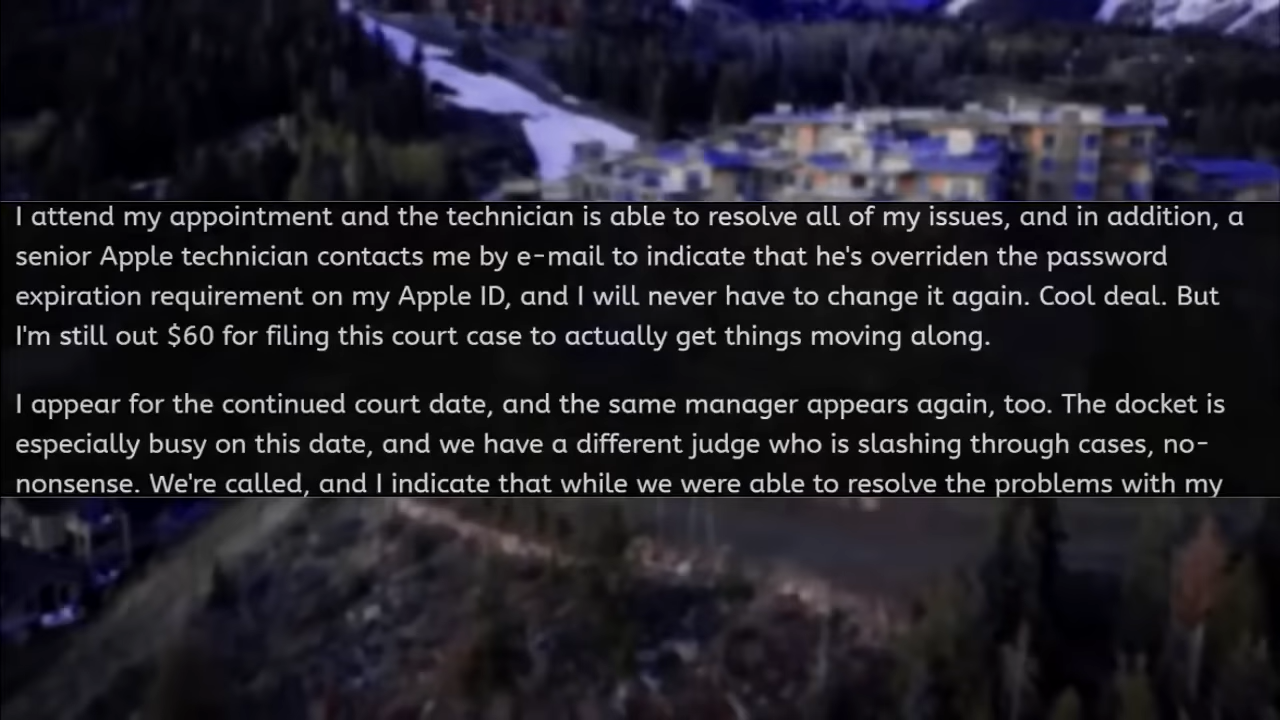 I attend my appointment and the technician is able to resolve all of my issues, and in addition, a
senior Apple technician contacts me by e-mail to indicate that he's overriden the password
expiration requirement on my Apple ID, and I will never have to change it again. Cool deal. But
I'm still out $60 for filing this court case to actually get things moving along.
I appear for the continued court date, and the same manager appears again, too. The docket is
especially busy on this date, and we have a different judge who is slashing through cases, no-
nonsense. We're called, and I indicate that while we were able to resolve the problems with my